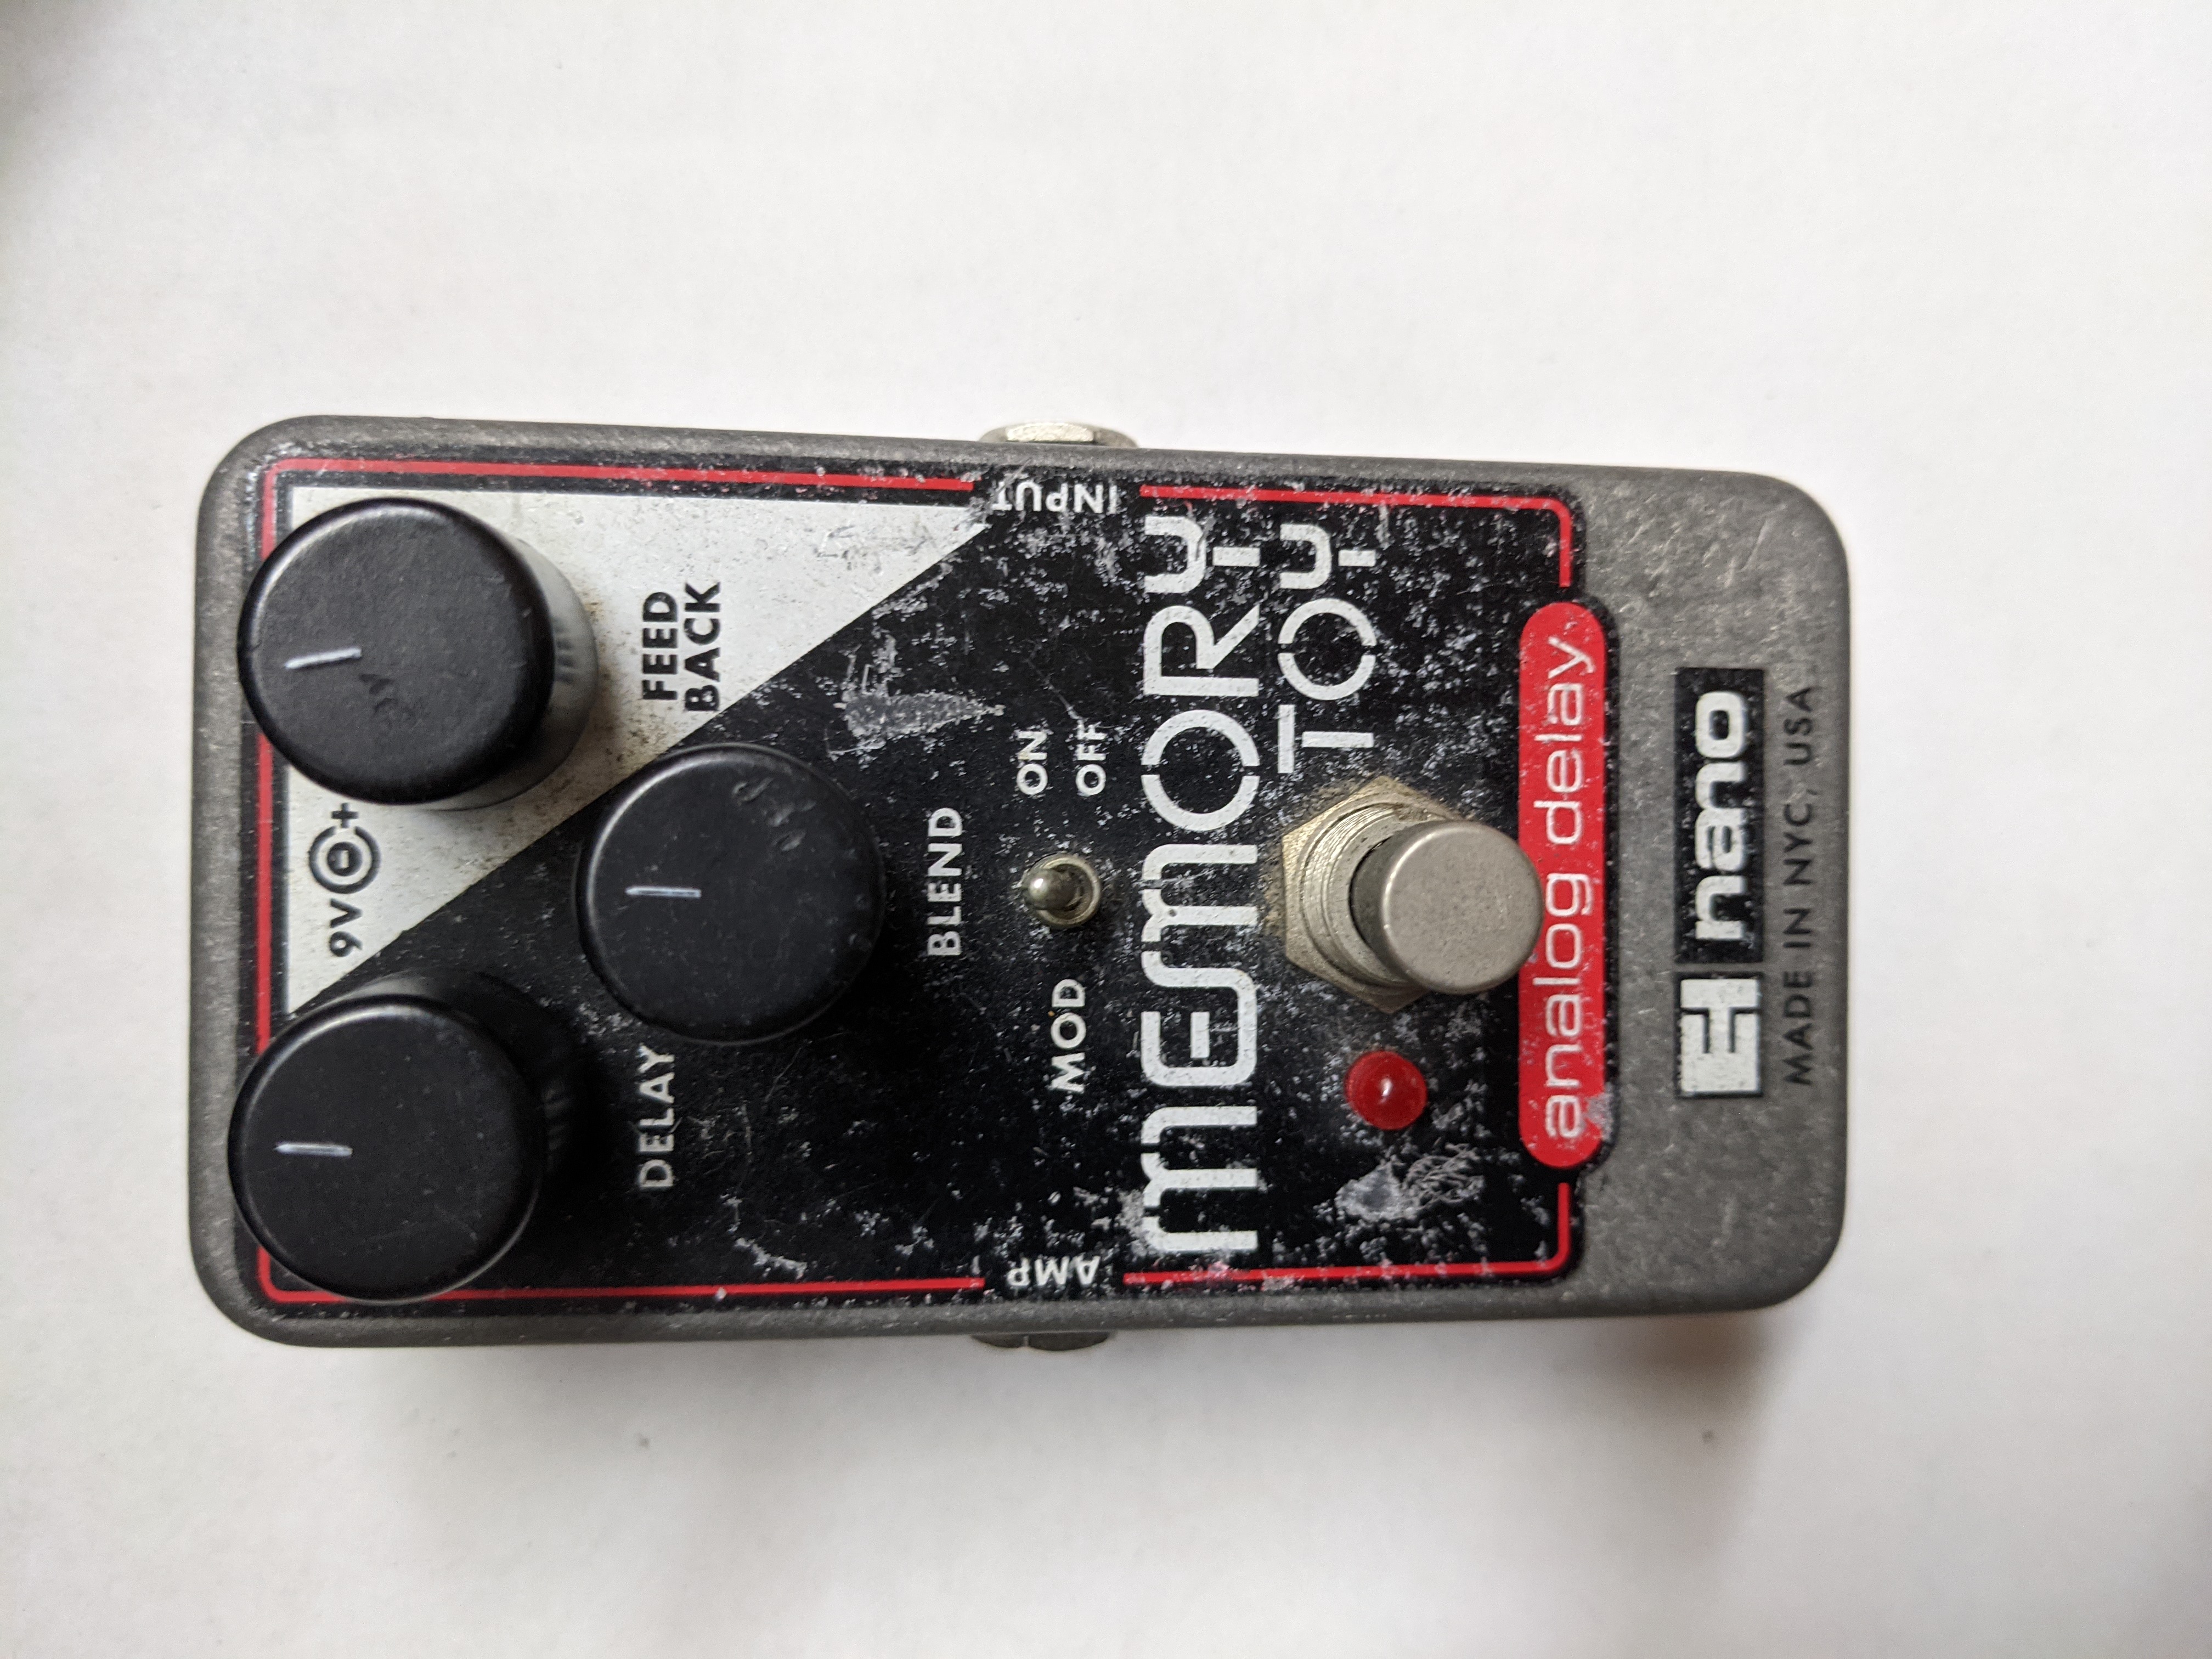 9V +
DELAY
FEED
BACK
BLEND
ON
MOD
OFF
AMP
INPUT
MEMORY
TOY
analog delay
EH nano
MADE IN NYC, USA